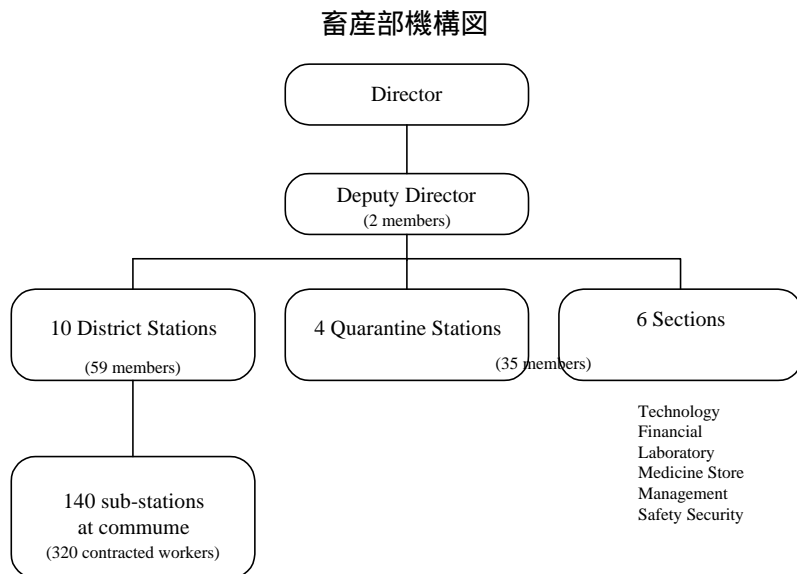 畜産部機構図
Director
Deputy Director
(2 members)
10 District Stations
(59 members)
4 Quarantine Stations
6 Sections
(35 members)
Technology
Financial
Laboratory
Medicine Store
Management
Safety Security
140 sub-stations
at commume
(320 contracted workers)